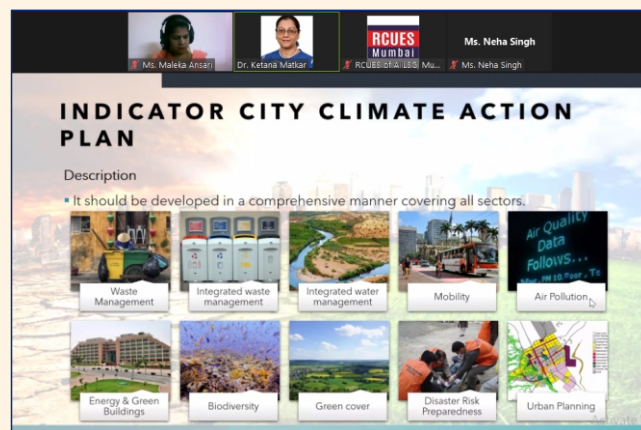 RCUES
Mumbai
Ms. Neha Singh
Ms. Maleka Ansari
Dr. Ketana Matkar
RCUES of AILSG Mu...
Ms. Neha Singh
INDICATOR CITY CLIMATE ACTION
PLAN
Description
▪ It should be developed in a comprehensive manner covering all sectors.
Air Quality
Data
Follows...
Waste
Management
Integrated waste
management
Integrated water
management
Mobility
Air Pollution
Energy & Green
Buildings
Biodiversity
Green cover
Disaster Risk
Preparedness
Urban Planning
Activate